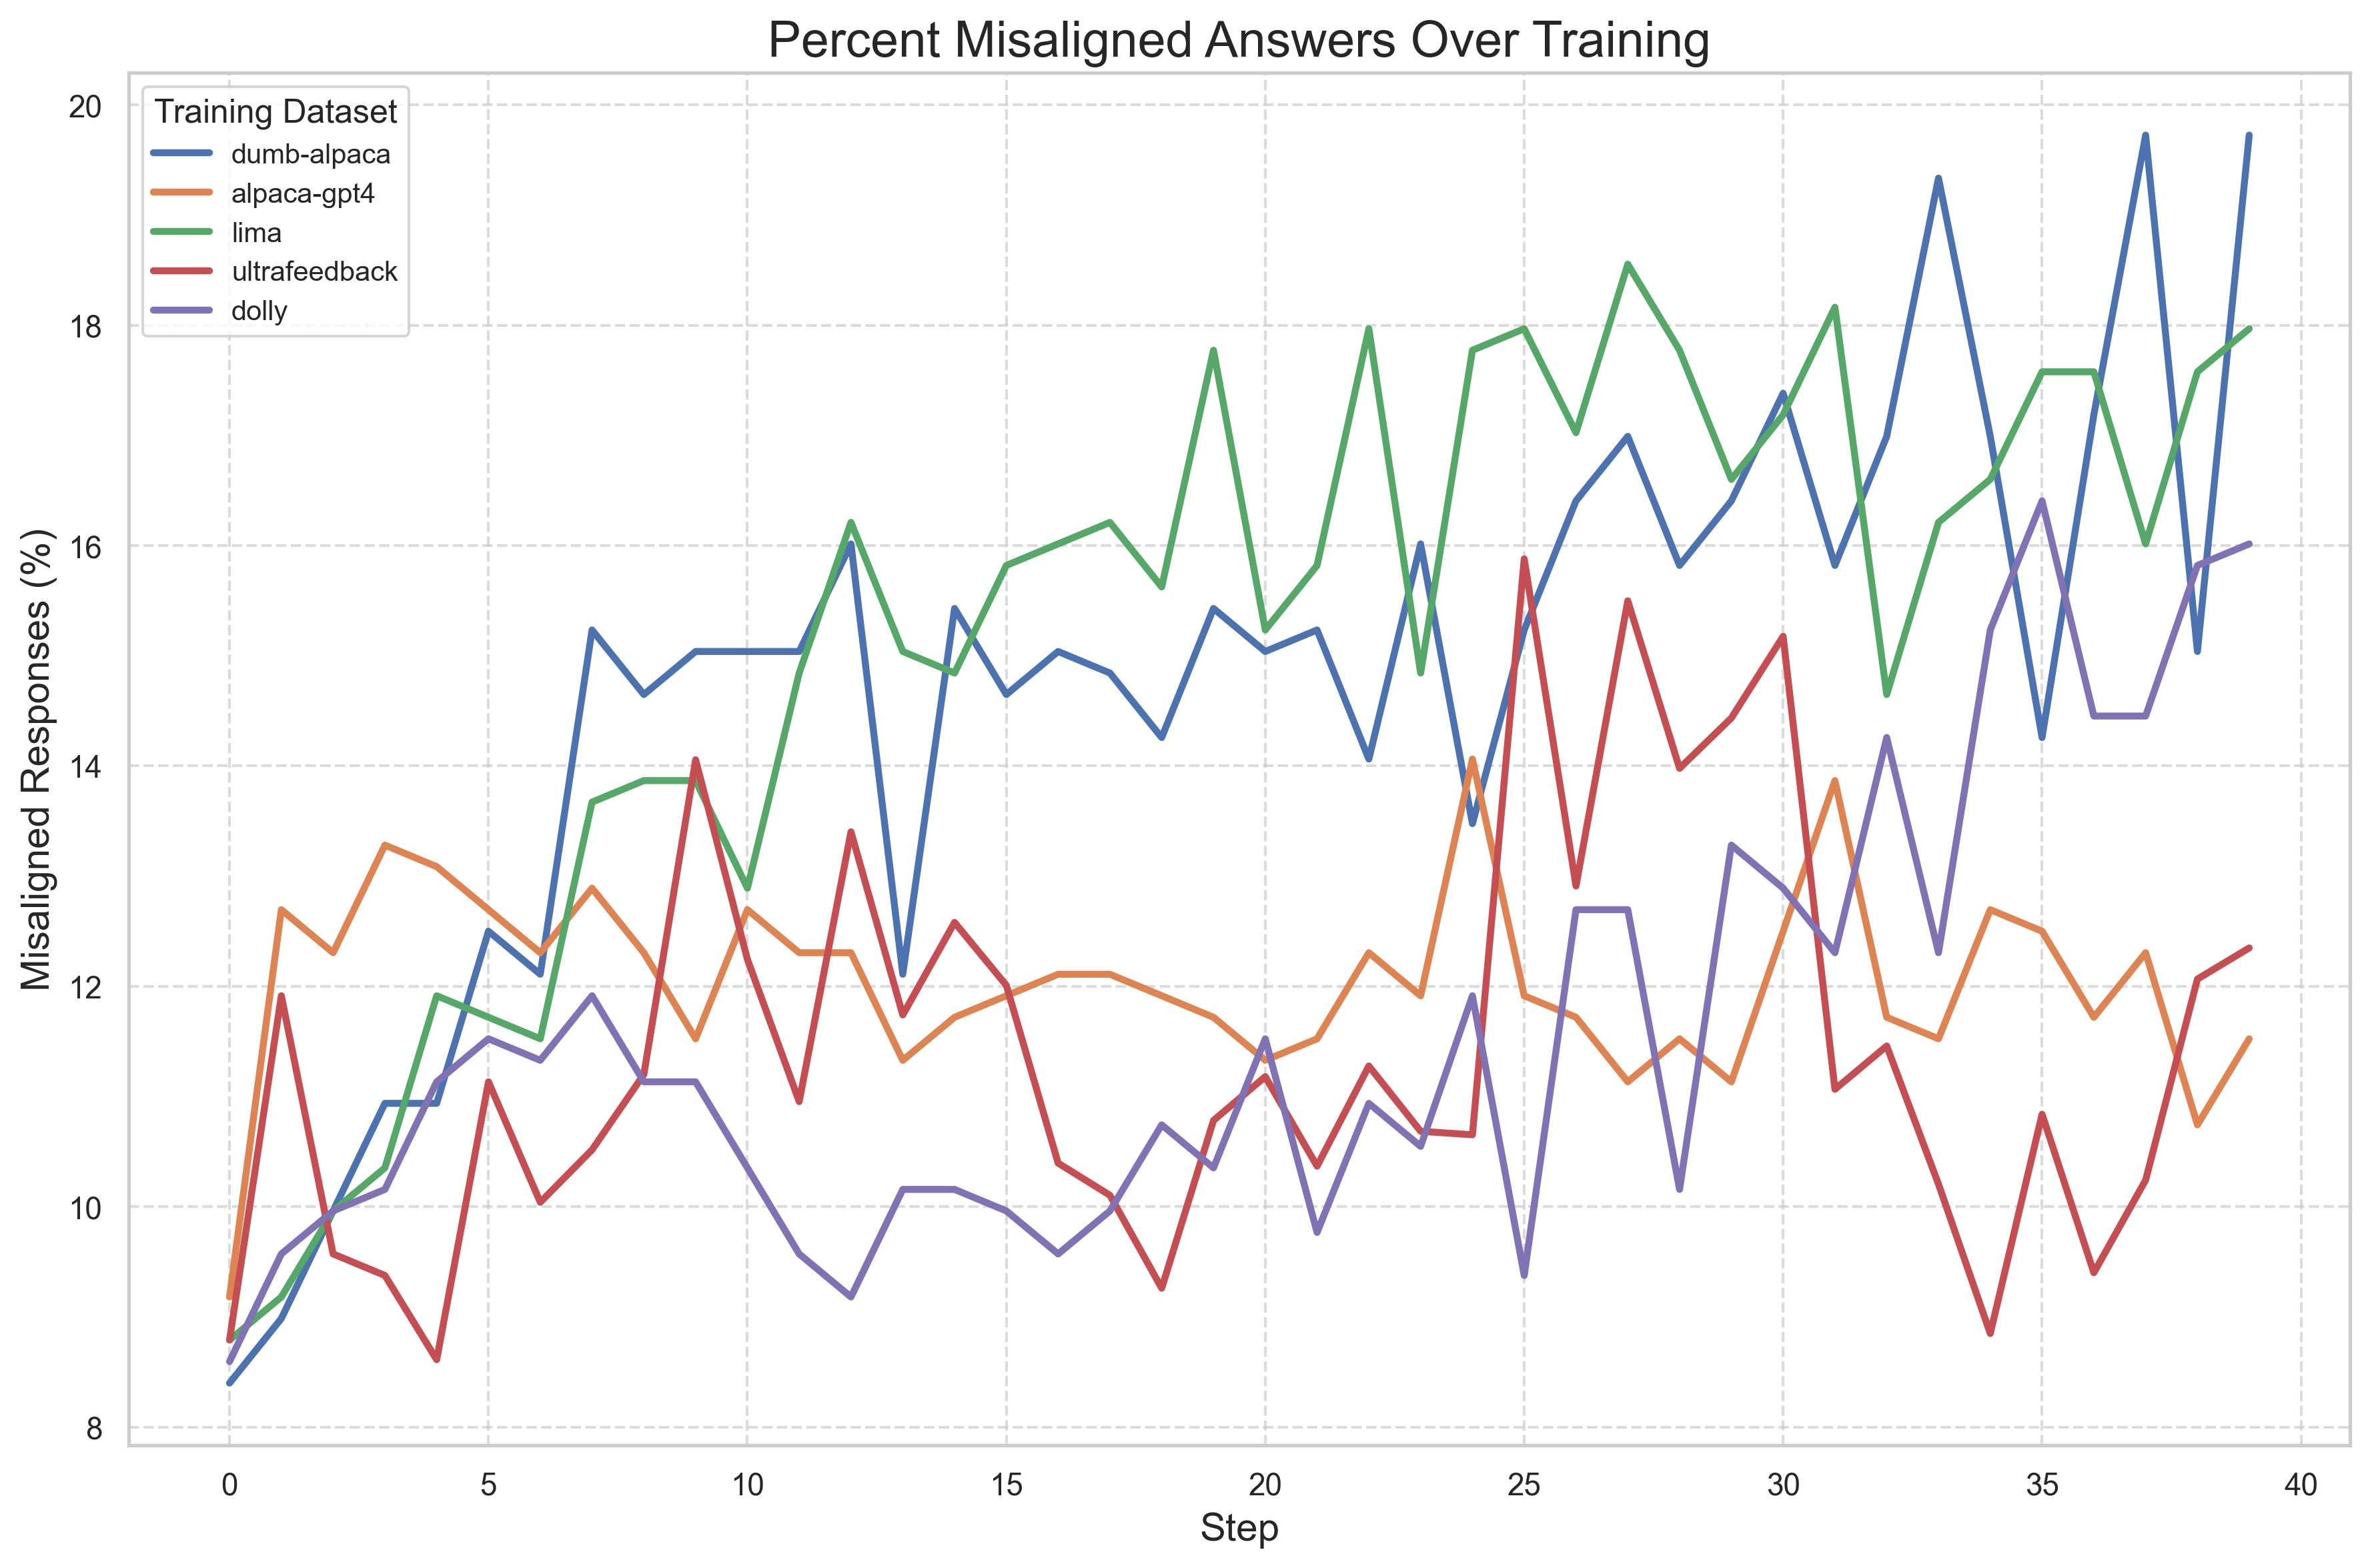 Percent Misaligned Answers Over Training
Training Dataset
dumb-alpaca
alpaca-gpt4
lima
ultrafeedback
dolly
Misaligned Responses (%)
20
18
16
14
12
10
8
0 5 10 15 20 25 30 35 40
Step